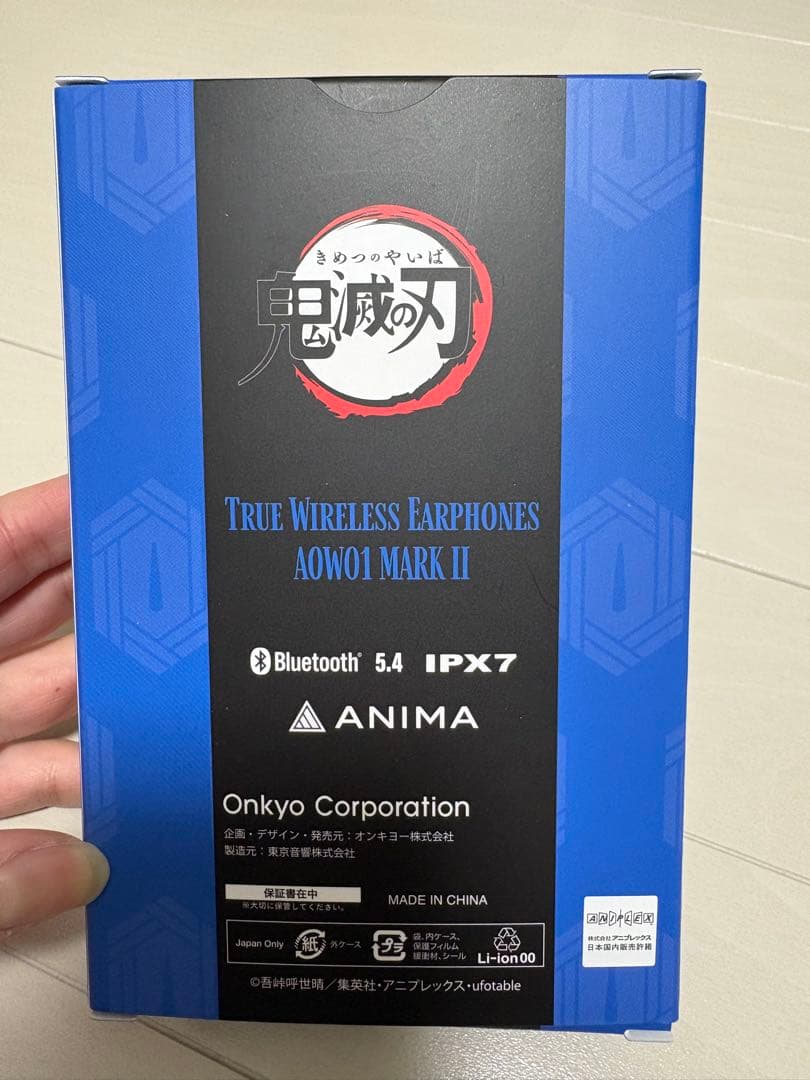 きめつのやいば
鬼滅の刃
TRUE WIRELESS EARPHONES
AOW01 MARK II
Bluetooth® 5.4 IPX7
ANIMA
Onkyo Corporation
企画・デザイン・発売元：オンキヨー株式会社
製造元：東京音響株式会社
保証書在中
※大切に保管してください。
MADE IN CHINA
Japan Only
紙
外ケース
プラ
袋、内ケース、
保護フィルム
緩衝材、シール
Li-ion 00
©吾峠呼世晴／集英社・アニプレックス・ufotable
ANIPLEX
株式会社アニプレックス
日本国内販売許諾